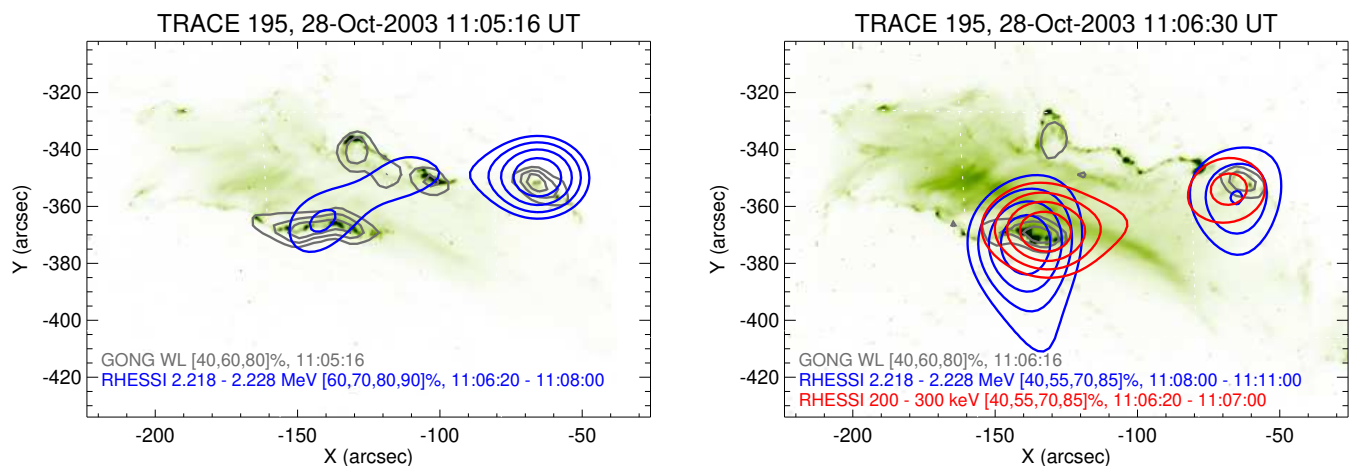 TRACE 195, 28-Oct-2003 11:05:16 UT
-320
-340
-360
-380
-400
-420
Y (arcsec)
GONG WL [40,60,80]%, 11:05:16
RHESSI 2.218 - 2.228 MeV [60,70,80,90]%, 11:06:20 - 11:08:00
-200 -150 -100 -50
X (arcsec)
TRACE 195, 28-Oct-2003 11:06:30 UT
-320
-340
-360
-380
-400
-420
Y (arcsec)
GONG WL [40,60,80]%, 11:06:16
RHESSI 2.218 - 2.228 MeV [40,55,70,85]%, 11:08:00 - 11:11:00
RHESSI 200 - 300 keV [40,55,70,85]%, 11:06:20 - 11:07:00
-200 -150 -100 -50
X (arcsec)